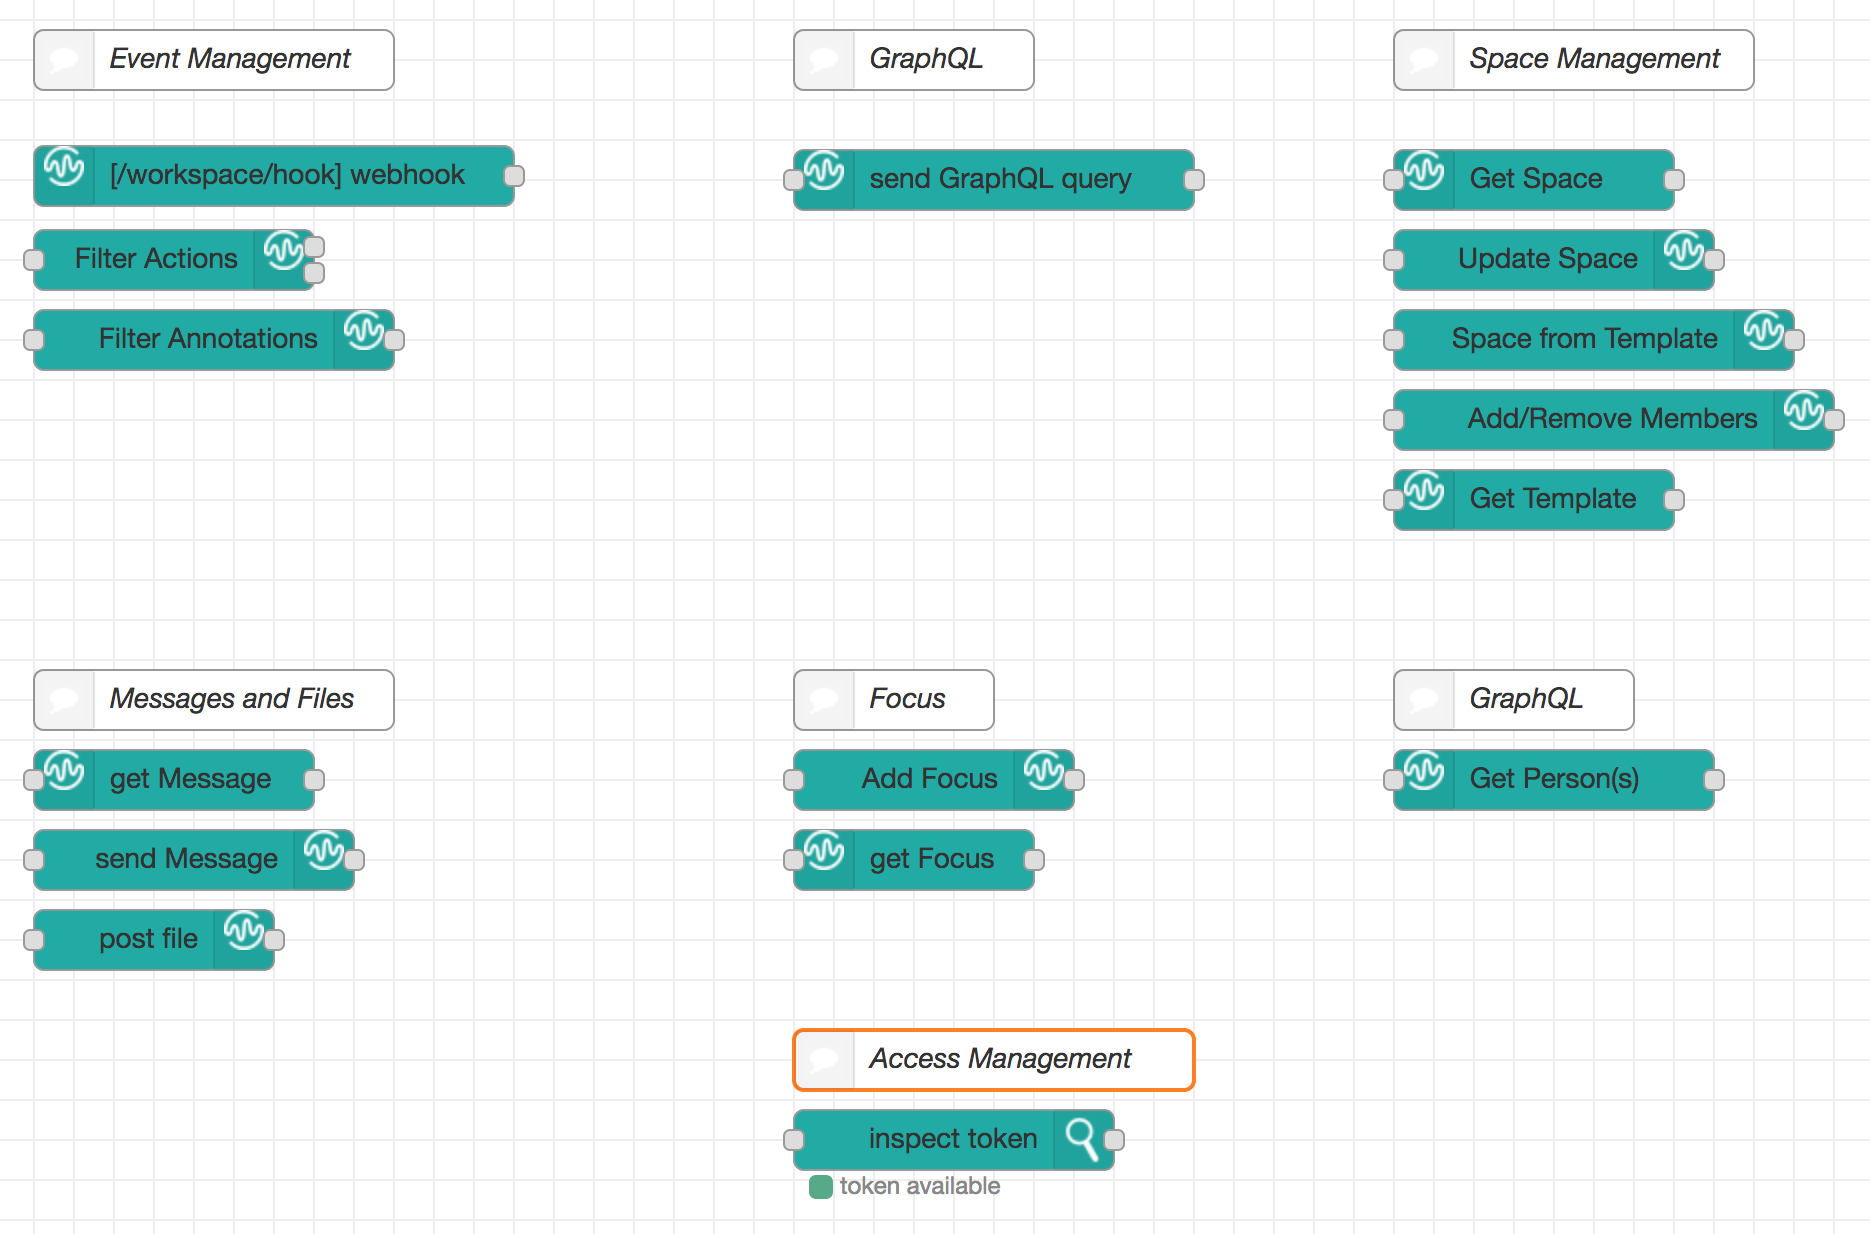 Event Management
[/workspace/hook] webhook
Filter Actions
Filter Annotations
GraphQL
send GraphQL query
Space Management
Get Space
Update Space
Space from Template
Add/Remove Members
Get Template
Messages and Files
get Message
send Message
post file
Focus
Add Focus
get Focus
GraphQL
Get Person(s)
Access Management
inspect token
token available